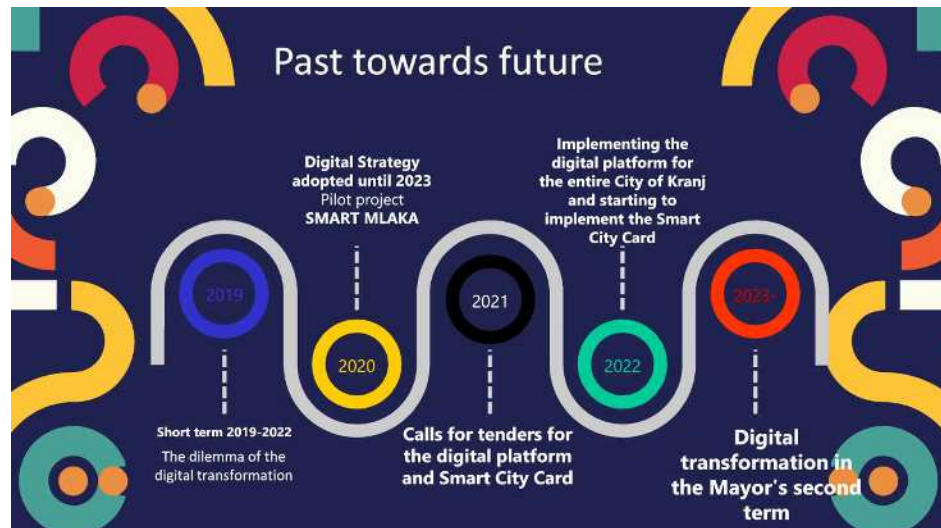 Past towards future
2019
Short term 2019-2022
The dilemma of the
digital transformation
Digital Strategy
adopted until 2023
Pilot project
SMART MLAKA
2020
2021
Calls for tenders for
the digital platform
and Smart City Card
Implementing the
digital platform for
the entire City of Kranj
and starting to
implement the Smart
City Card
2022
2023-
Digital
transformation in
the Mayor's second
term